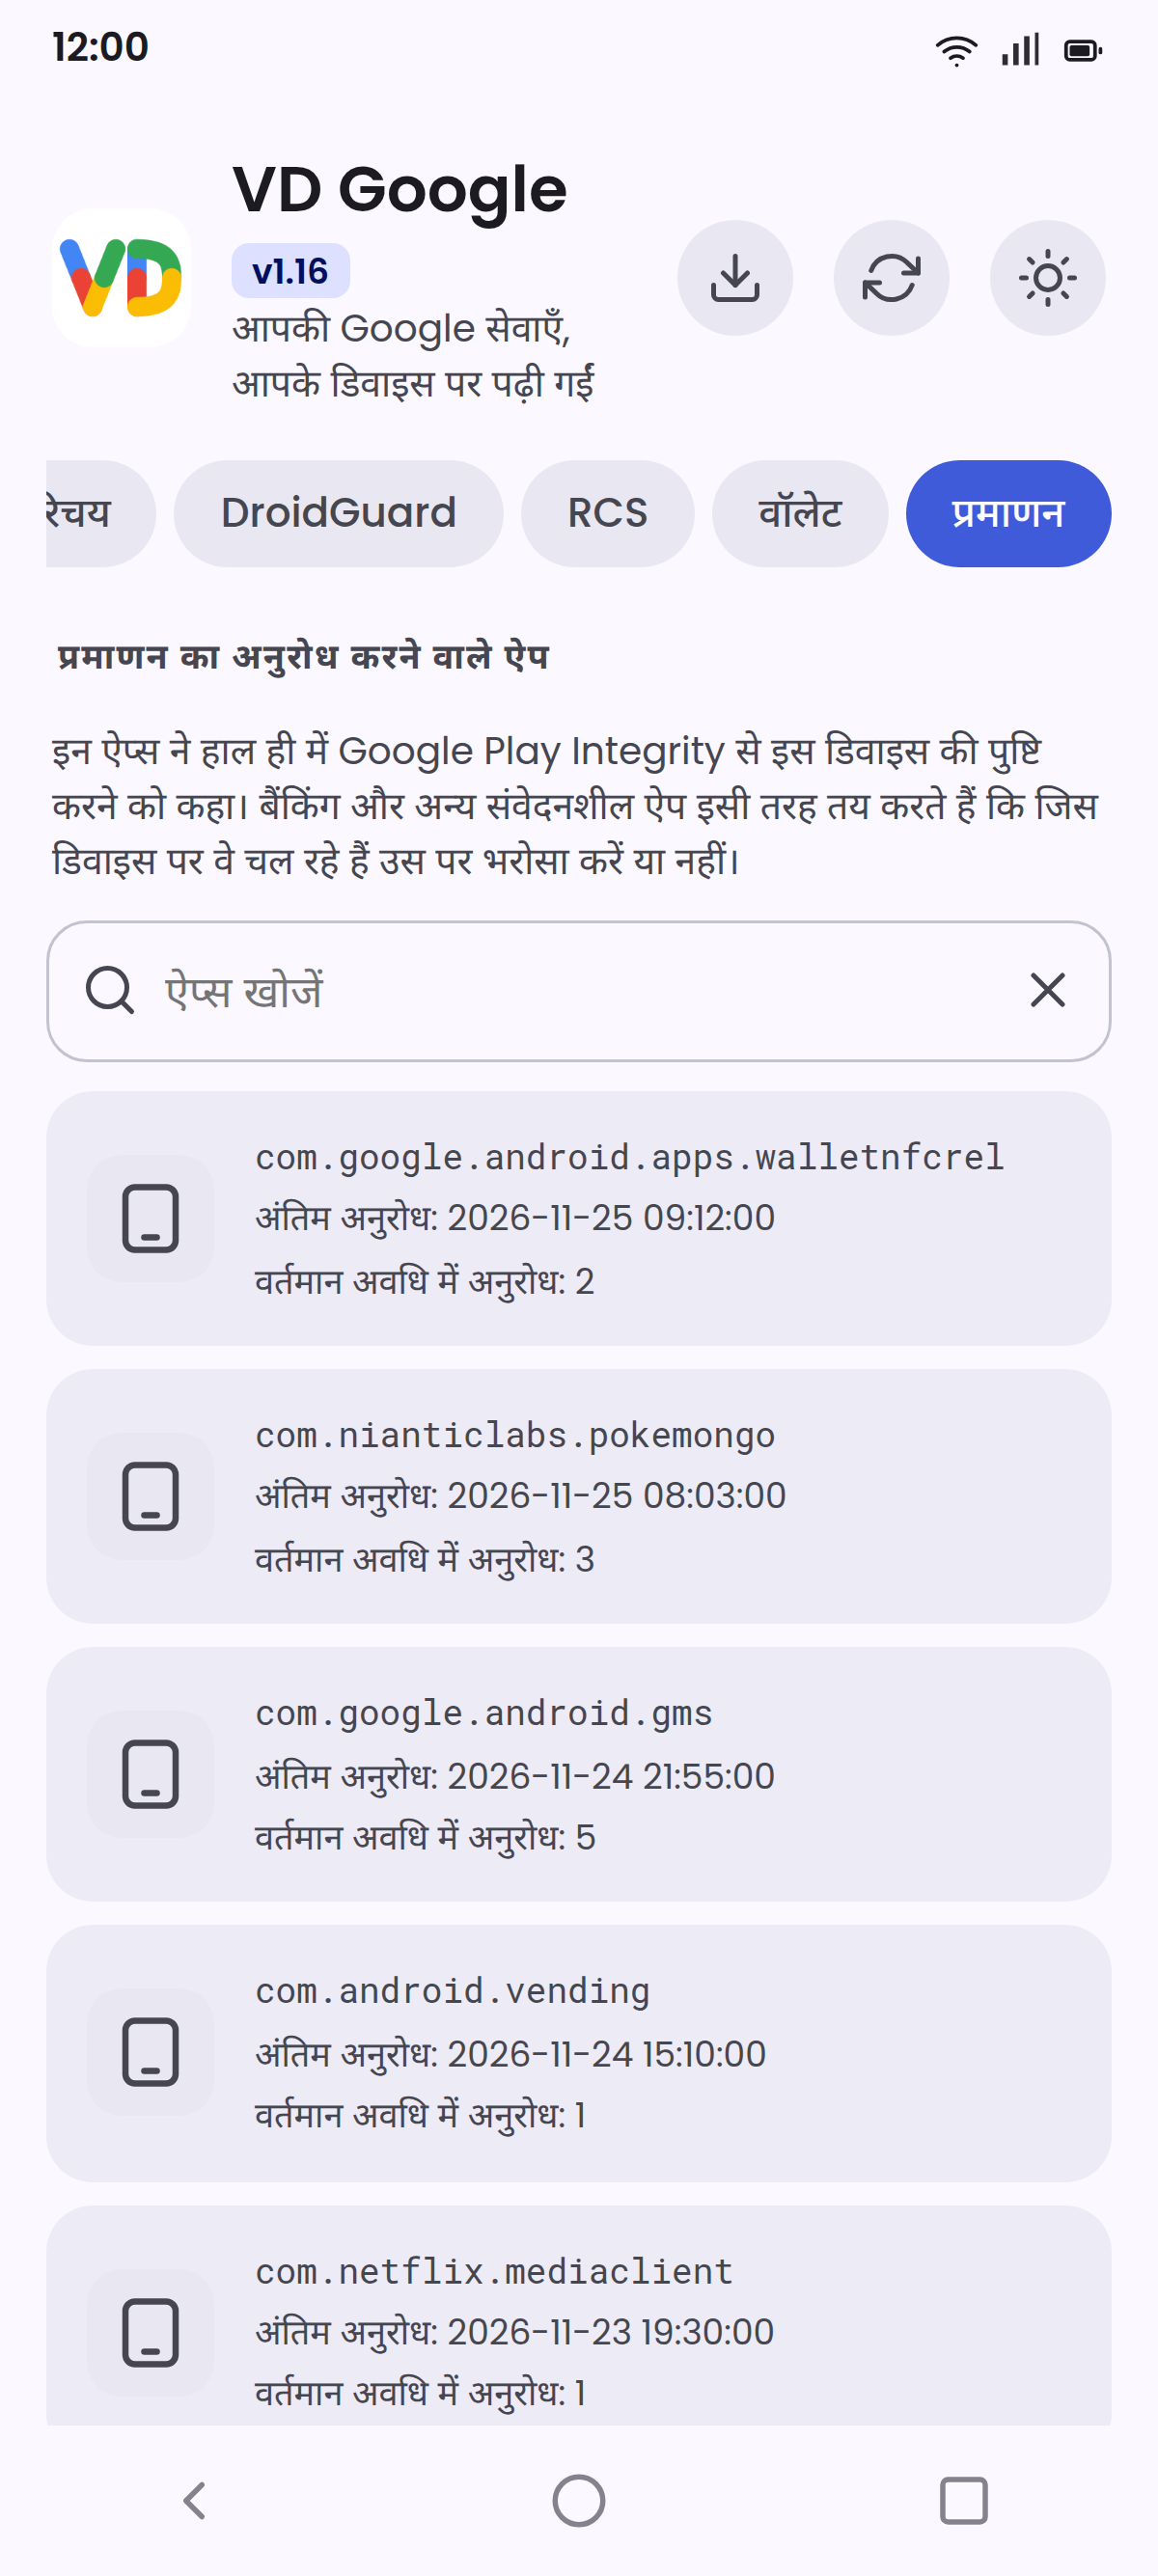 12:00
VD
VD Google
v1.16
आपकी Google सेवाएँ,
आपके डिवाइस पर पढ़ी गईं
रिचय
DroidGuard
RCS
वॉलेट
प्रमाणन
प्रमाणन का अनुरोध करने वाले ऐप
इन ऐप्स ने हाल ही में Google Play Integrity से इस डिवाइस की पुष्टि
करने को कहा। बैंकिंग और अन्य संवेदनशील ऐप इसी तरह तय करते हैं कि जिस
डिवाइस पर वे चल रहे हैं उस पर भरोसा करें या नहीं।
ऐप्स खोजें
com.google.android.apps.walletnfcrel
अंतिम अनुरोध: 2026-11-25 09:12:00
वर्तमान अवधि में अनुरोध: 2
com.nianticlabs.pokemongo
अंतिम अनुरोध: 2026-11-25 08:03:00
वर्तमान अवधि में अनुरोध: 3
com.google.android.gms
अंतिम अनुरोध: 2026-11-24 21:55:00
वर्तमान अवधि में अनुरोध: 5
com.android.vending
अंतिम अनुरोध: 2026-11-24 15:10:00
वर्तमान अवधि में अनुरोध: 1
com.netflix.mediaclient
अंतिम अनुरोध: 2026-11-23 19:30:00
वर्तमान अवधि में अनुरोध: 1